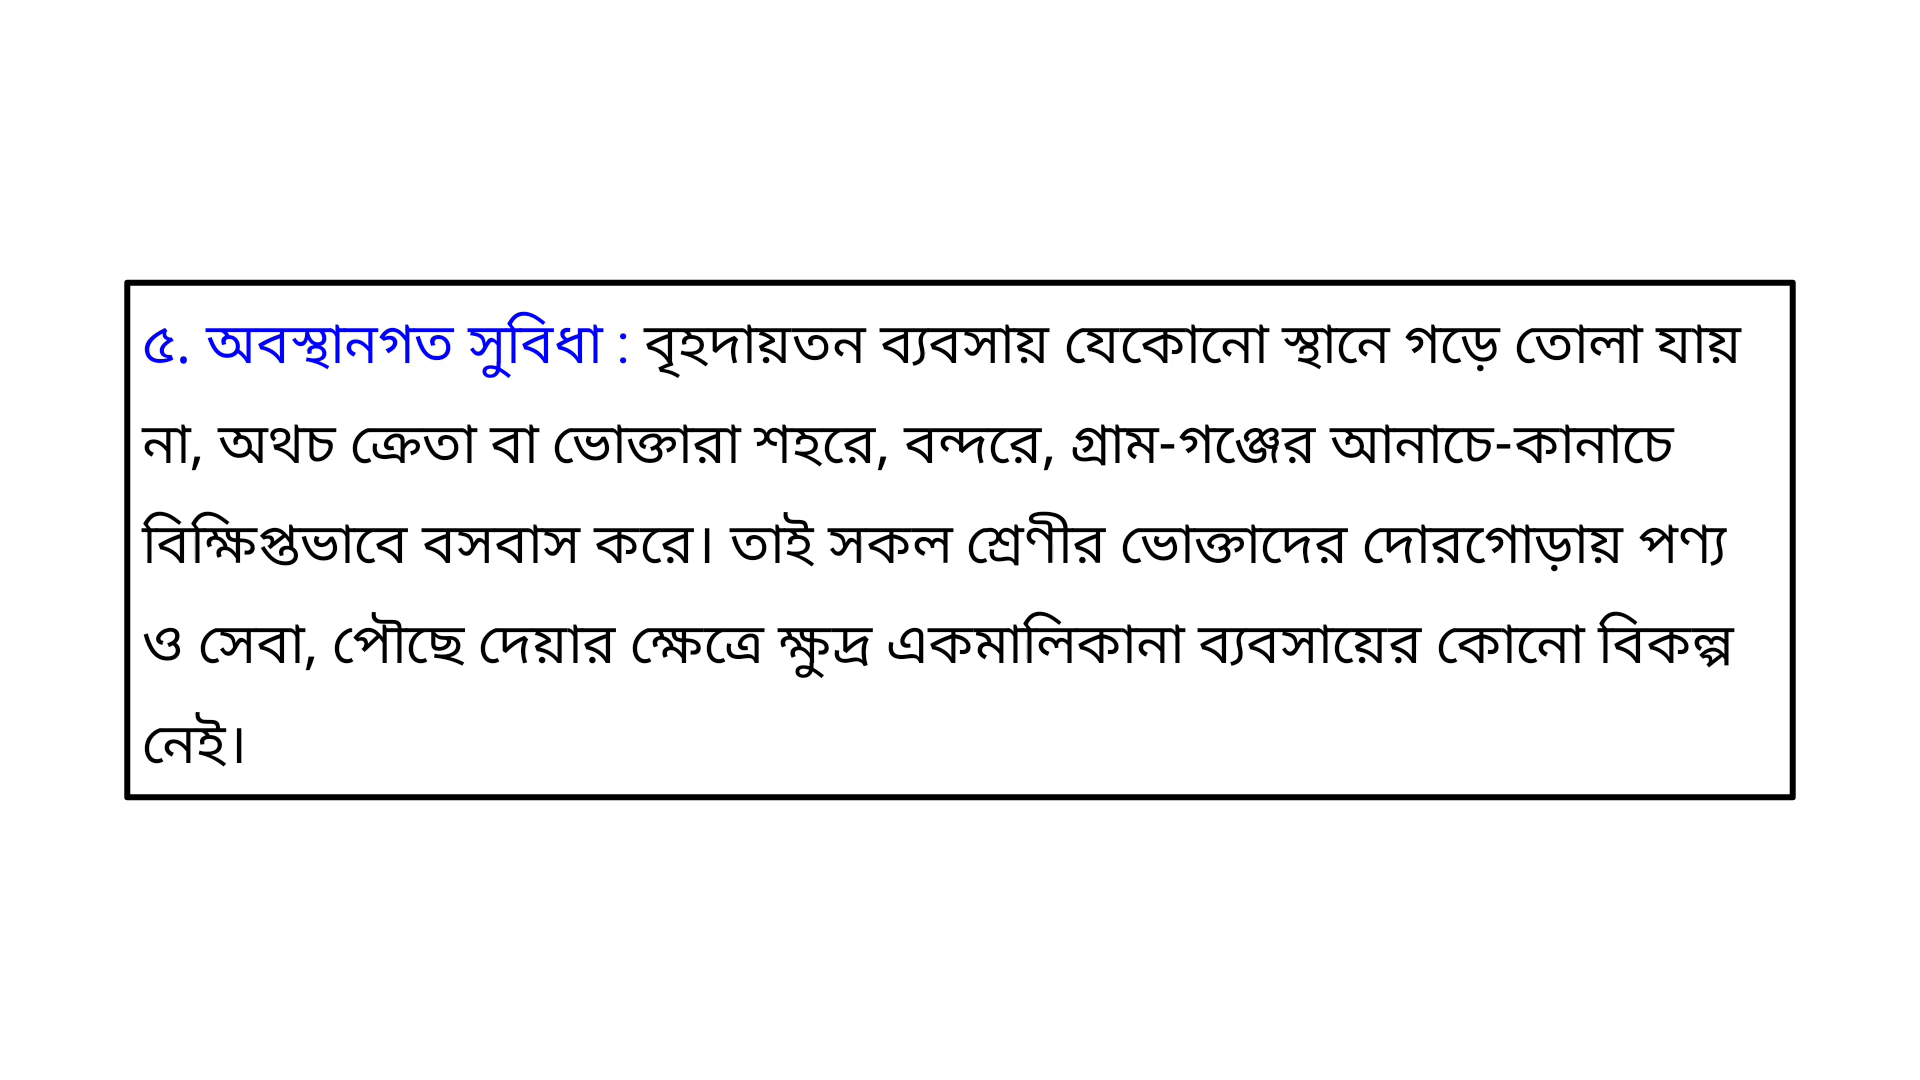 ৫. অবস্থানগত সুবিধা : বৃহদায়তন ব্যবসায় যেকোনো স্থানে গড়ে তোলা যায়
না, অথচ ক্রেতা বা ভোক্তারা শহরে, বন্দরে, গ্রাম-গঞ্জের আনাচে-কানাচে
বিক্ষিপ্তভাবে বসবাস করে। তাই সকল শ্রেণীর ভোক্তাদের দোরগোড়ায় পণ্য
ও সেবা, পৌছে দেয়ার ক্ষেত্রে ক্ষুদ্র একমালিকানা ব্যবসায়ের কোনো বিকল্প
নেই।